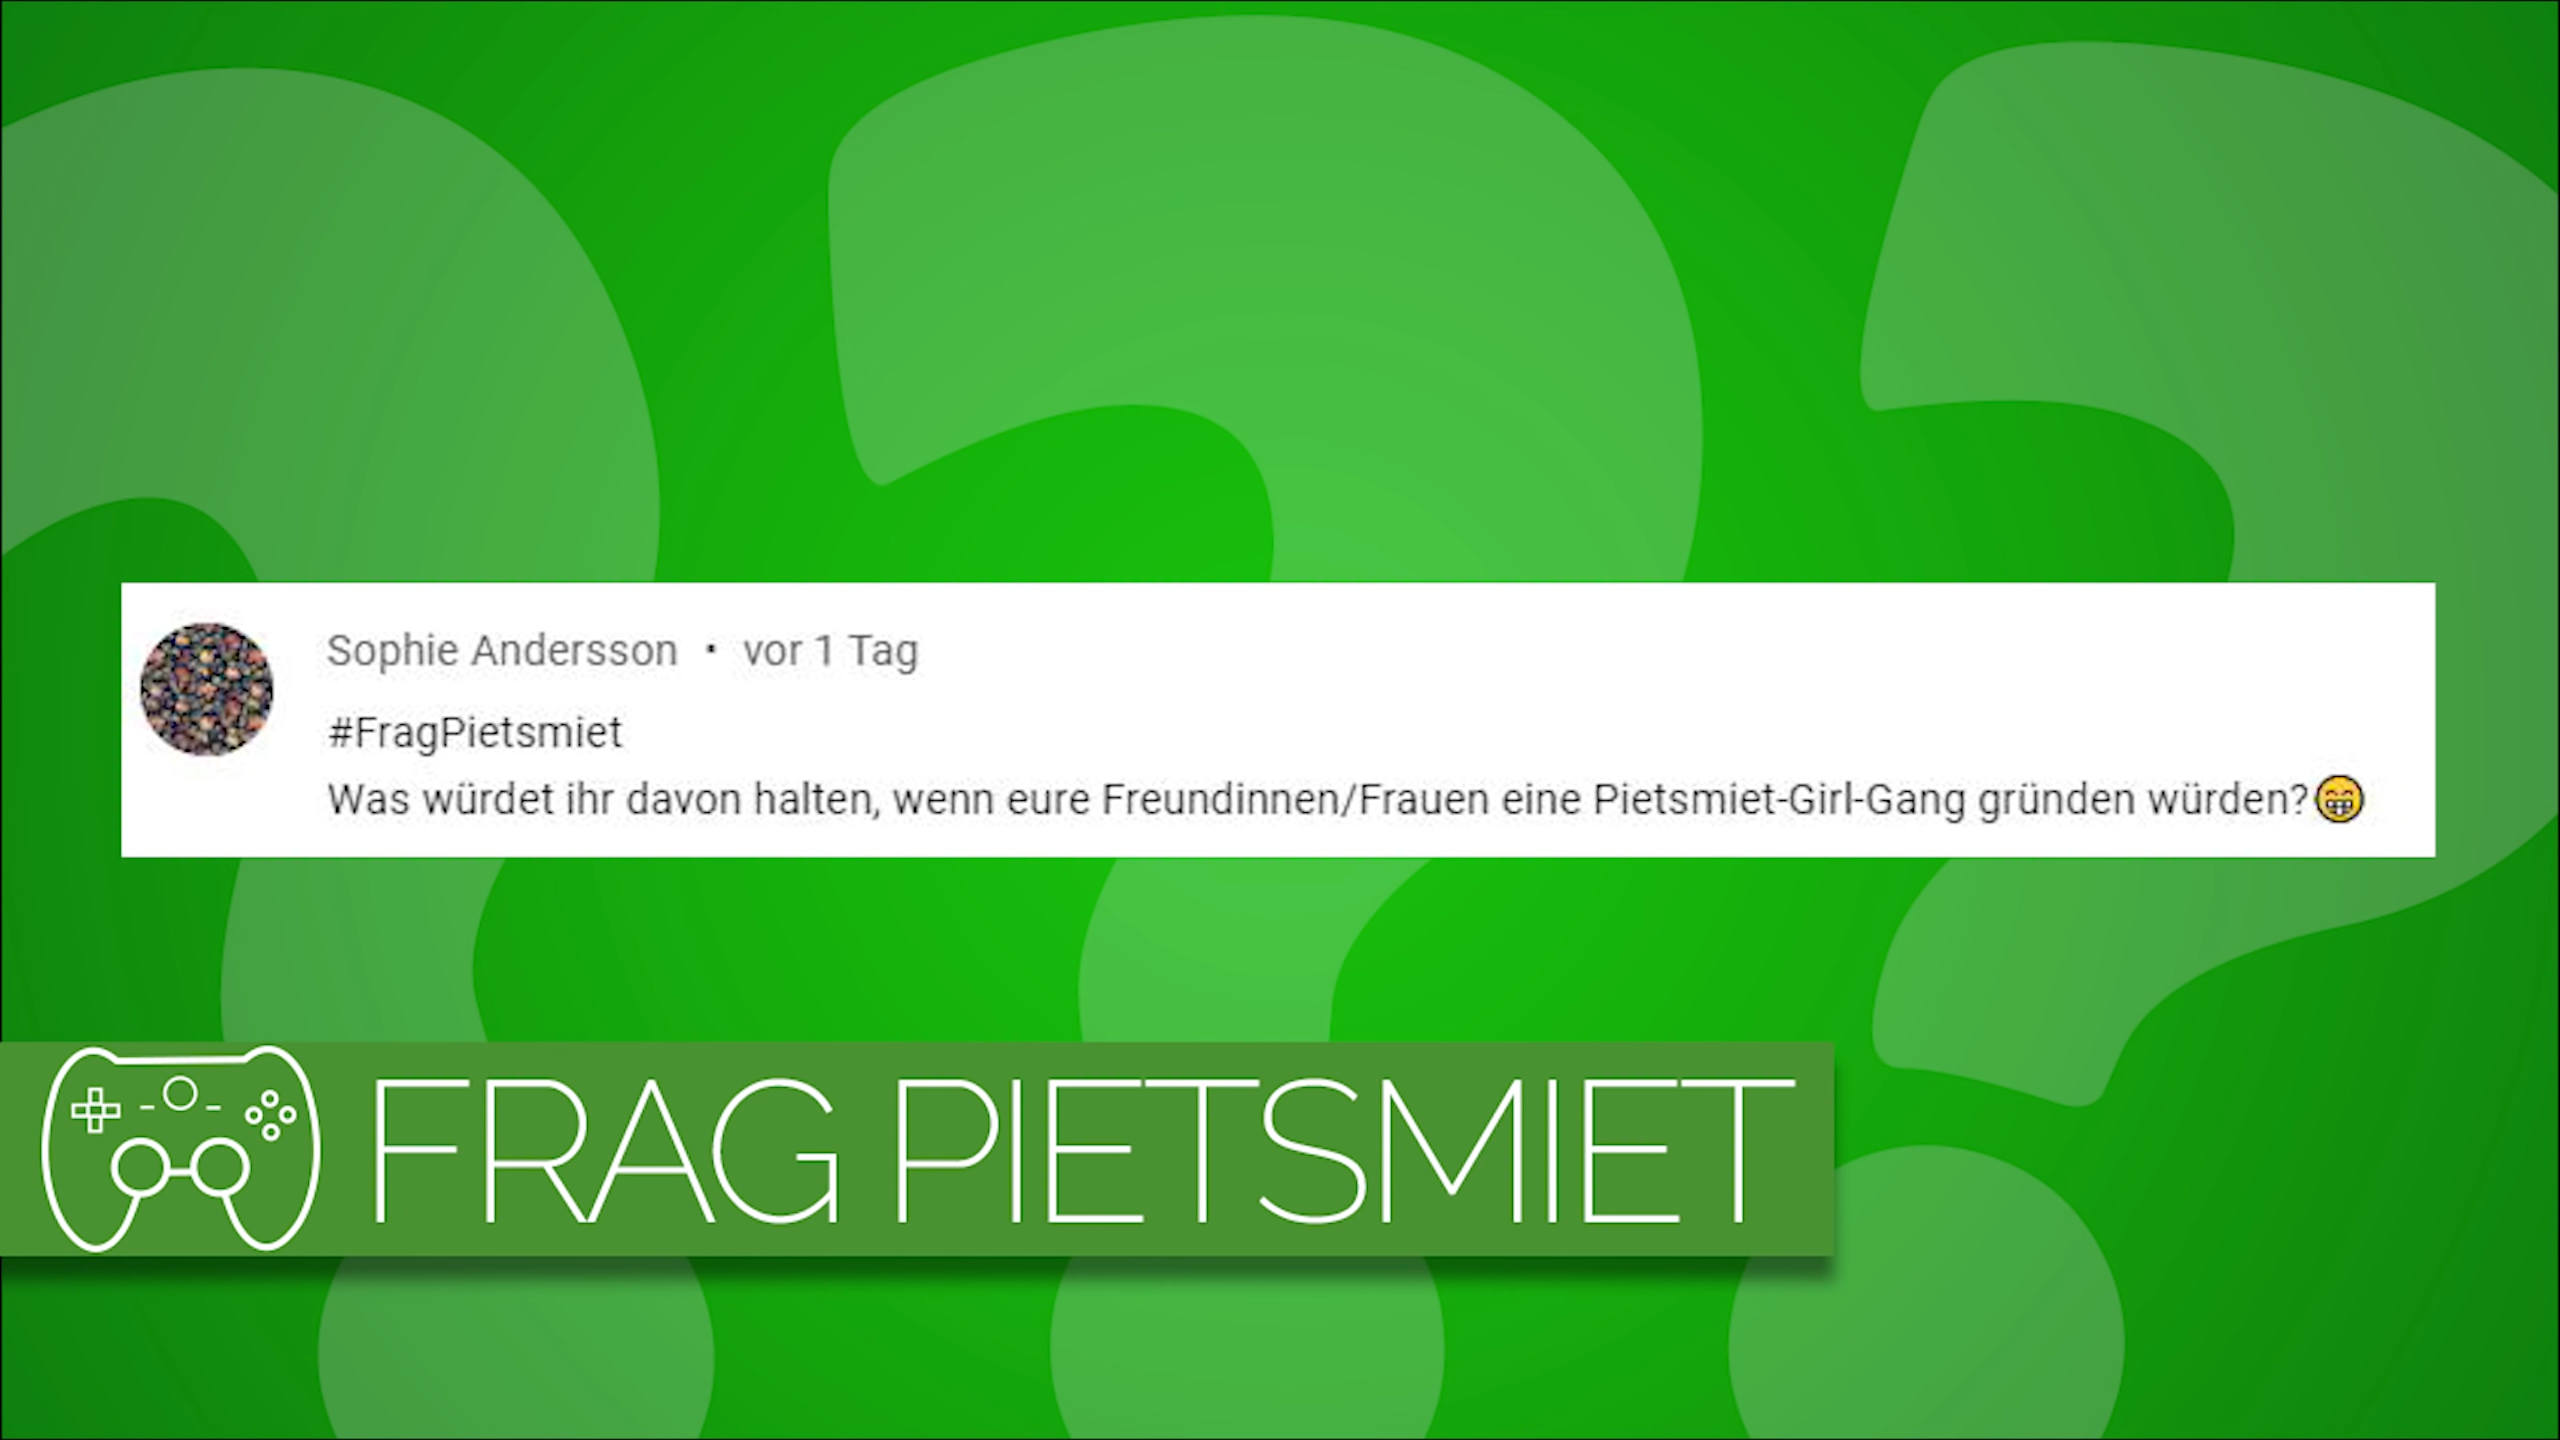 Sophie Andersson • vor 1 Tag
#FragPietsmiet
Was würdet ihr davon halten, wenn eure Freundinnen/Frauen eine Pietsmiet-Girl-Gang gründen würden?😁
FRAG PIETSMIET